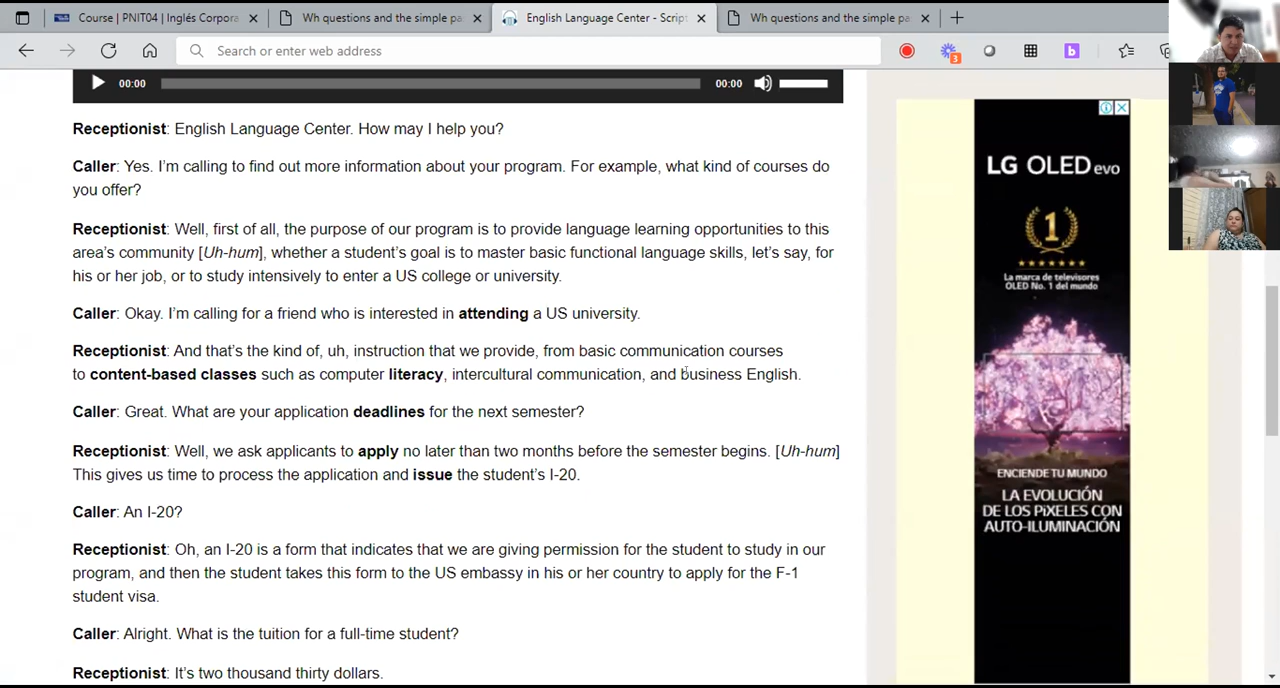 Course | PNIT04 | Inglés Corpora
Wh questions and the simple pa
English Language Center - Script
Wh questions and the simple pa
Search or enter web address
3
b
00:00
00:00
Receptionist: English Language Center. How may I help you?
Caller: Yes. I'm calling to find out more information about your program. For example, what kind of courses do
you offer?
Receptionist: Well, first of all, the purpose of our program is to provide language learning opportunities to this
area's community [Uh-hum], whether a student's goal is to master basic functional language skills, let's say, for
his or her job, or to study intensively to enter a US college or university.
Caller: Okay. I'm calling for a friend who is interested in attending a US university.
Receptionist: And that's the kind of, uh, instruction that we provide, from basic communication courses
to content-based classes such as computer literacy, intercultural communication, and business English.
Caller: Great. What are your application deadlines for the next semester?
Receptionist: Well, we ask applicants to apply no later than two months before the semester begins. [Uh-hum]
This gives us time to process the application and issue the student's I-20.
Caller: An I-20?
Receptionist: Oh, an I-20 is a form that indicates that we are giving permission for the student to study in our
program, and then the student takes this form to the US embassy in his or her country to apply for the F-1
student visa.
Caller: Alright. What is the tuition for a full-time student?
Receptionist: It's two thousand thirty dollars.
LG OLED evo
1
La marca de televisores
OLED No. 1 del mundo
ENCIENDE TU MUNDO
LA EVOLUCIÓN
DE LOS PíXELES CON
AUTO-ILUMINACIÓN